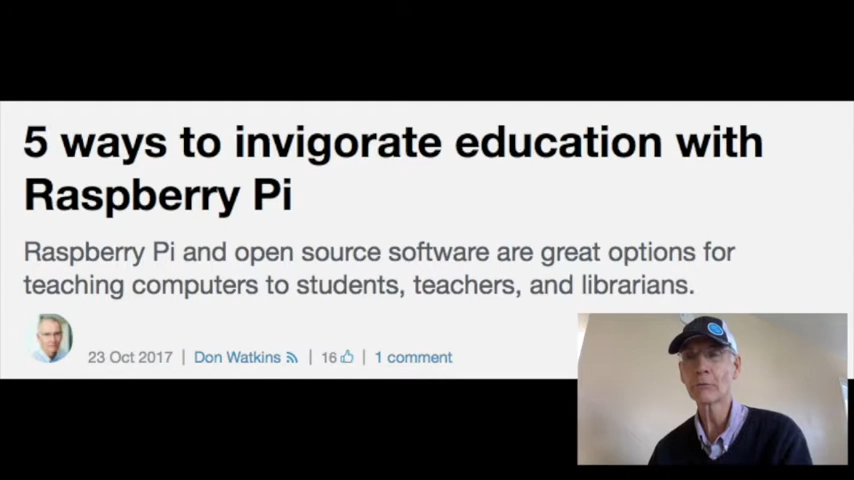 5 ways to invigorate education with
Raspberry Pi
Raspberry Pi and open source software are great options for
teaching computers to students, teachers, and librarians.
23 Oct 2017 | Don Watkins | 16 | 1 comment